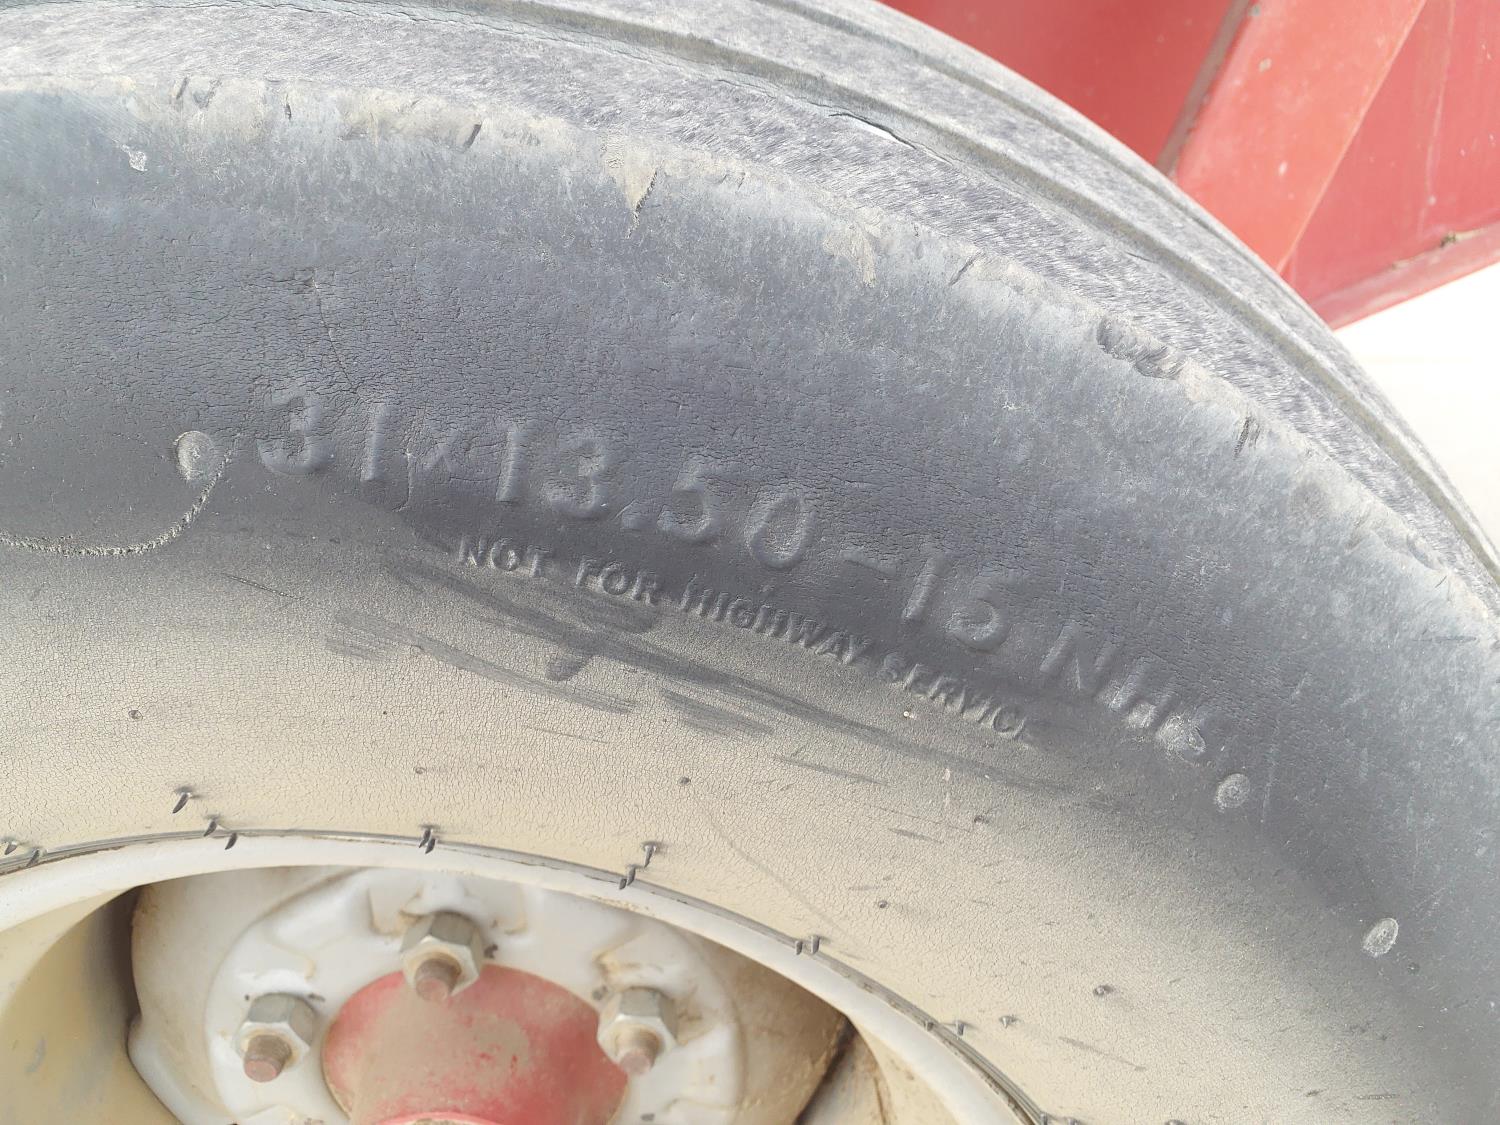 31x13.50-15 NHS
NOT FOR HIGHWAY SERVICE